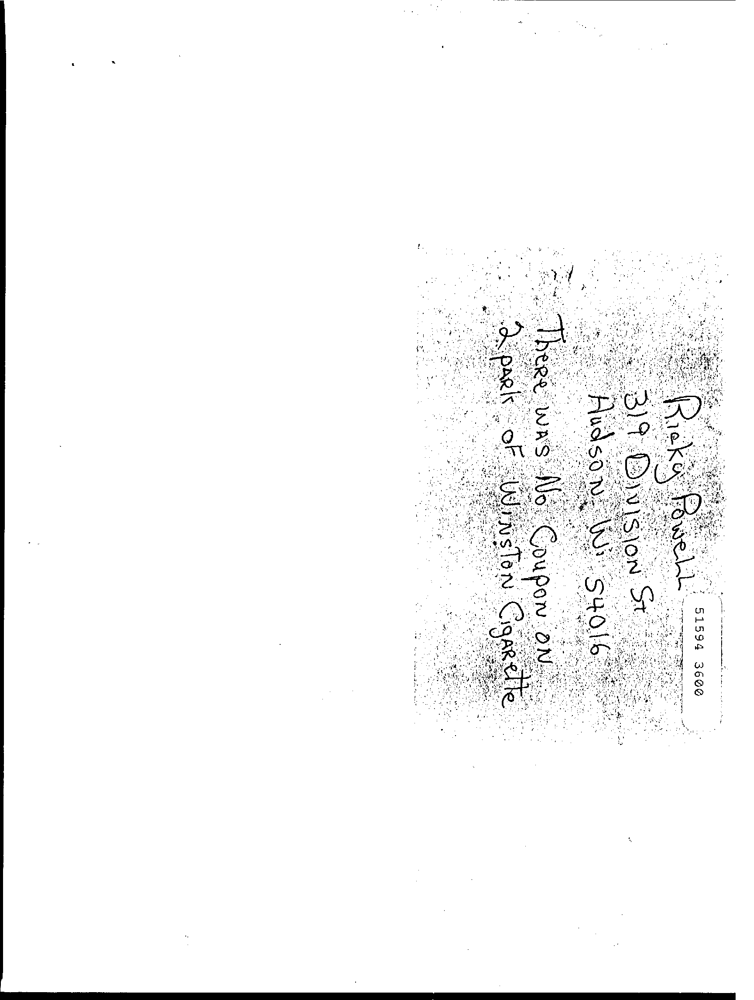 51594 3600
Ricky Powell
319 Division St
Hudson Wi 54016
There was No Coupon on
2 pack of Winston Cigarette